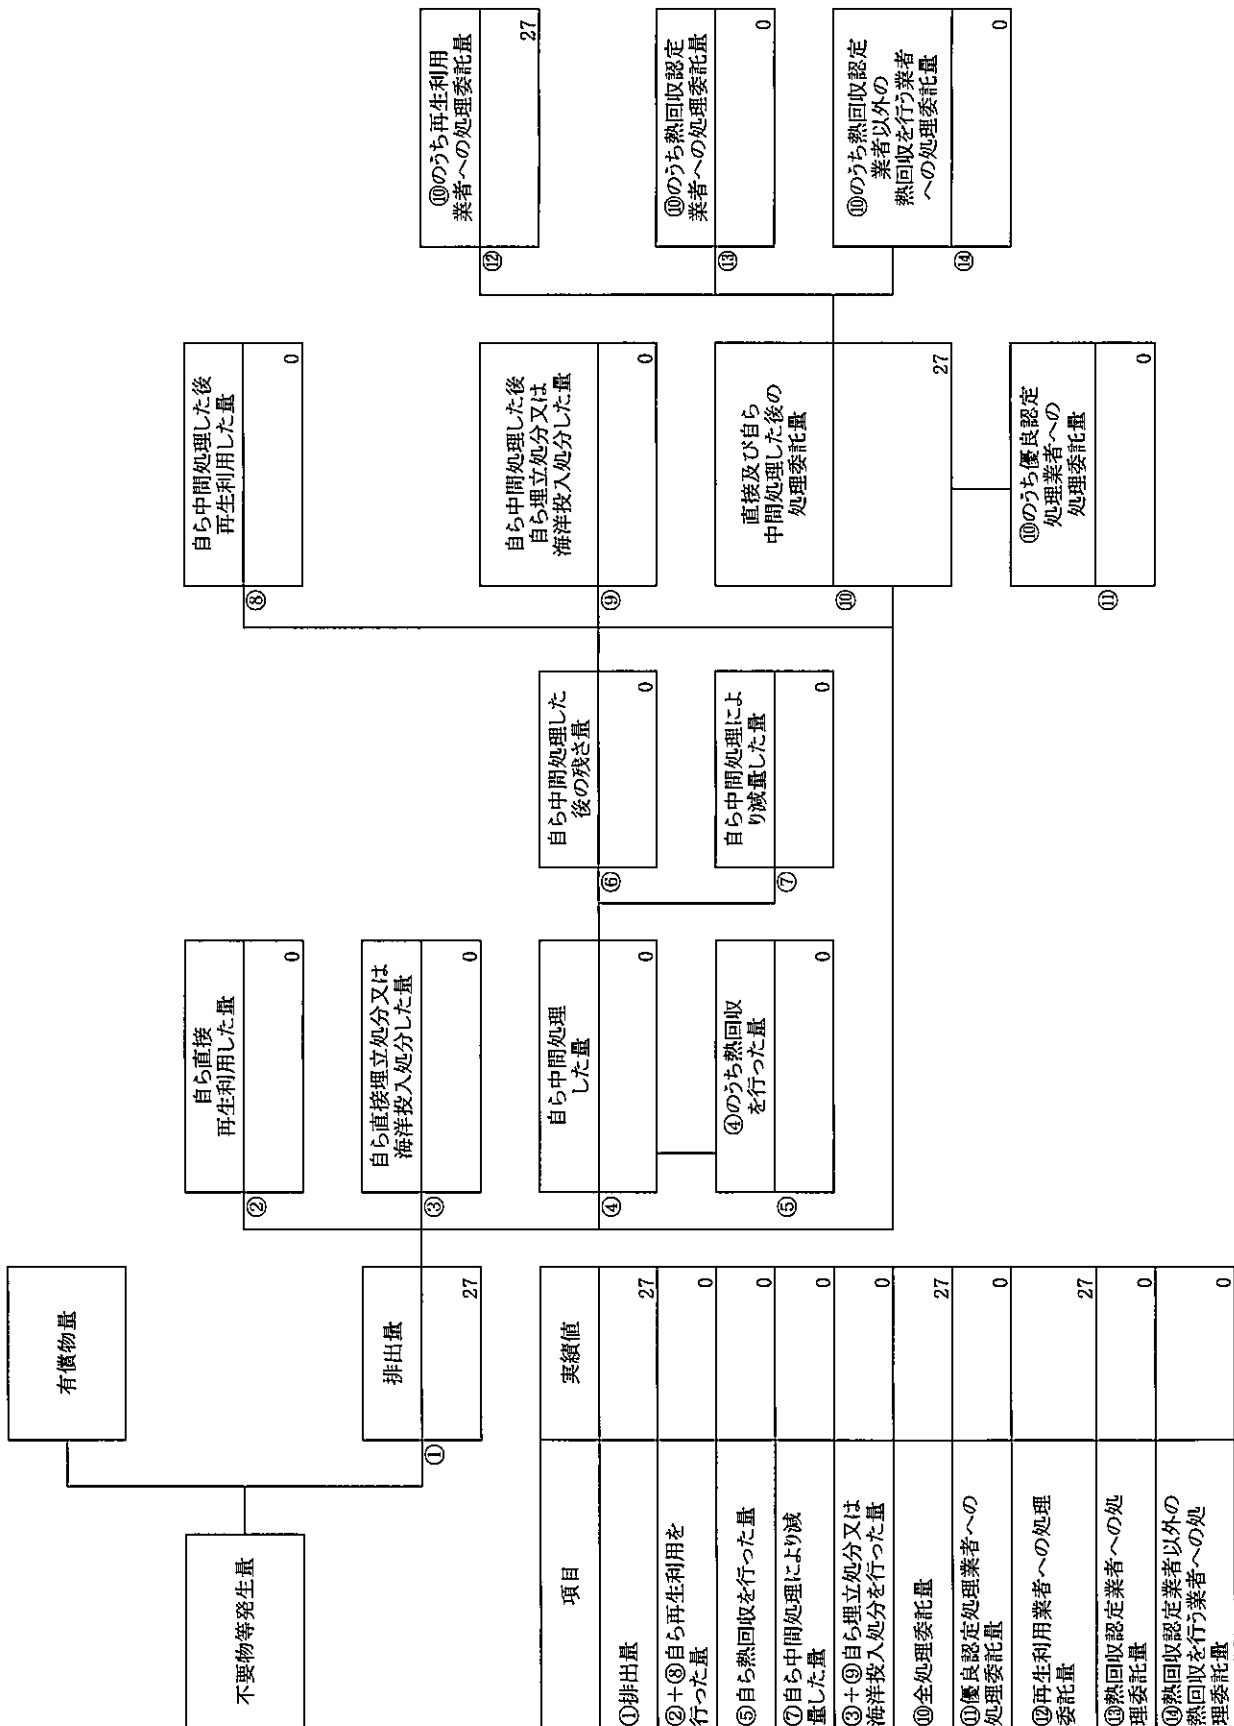 有償物量
不要物等発生量
①
排出量
27
②
自ら直接
再生利用した量
0
③
自ら直接埋立処分又は
海洋投入処分した量
0
④
自ら中間処理
した量
0
⑤
④のうち熱回収
を行った量
0
⑥
自ら中間処理した
後の残さ量
0
⑦
自ら中間処理によ
り減量した量
0
⑧
自ら中間処理した後
再生利用した量
0
⑨
自ら中間処理した後
自ら埋立処分又は
海洋投入処分した量
0
⑩
直接及び自ら
中間処理した後の
処理委託量
27
⑪
⑩のうち優良認定
処理業者への
処理委託量
0
⑫
⑩のうち再生利用
業者への処理委託量
27
⑬
⑩のうち熱回収認定
業者への処理委託量
0
⑭
⑩のうち熱回収認定
業者以外の
熱回収を行う業者
への処理委託量
0
項目 実績値
①排出量 27
②+⑧自ら再生利用を
行った量 0
⑤自ら熱回収を行った量 0
⑦自ら中間処理により減
量した量 0
③+⑨自ら埋立処分又は
海洋投入処分を行った量 0
⑩全処理委託量 27
⑪優良認定処理業者への
処理委託量 0
⑫再生利用業者への処理
委託量 27
⑬熱回収認定業者への処
理委託量 0
⑭熱回収認定業者以外の
熱回収を行う業者への処
理委託量 0